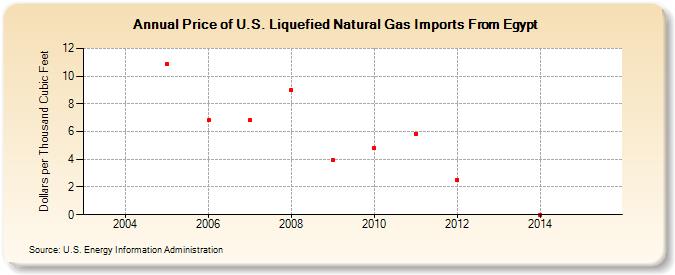 Annual Price of U.S. Liquefied Natural Gas Imports From Egypt
Dollars per Thousand Cubic Feet
12
10
8
6
4
2
0
2004 2006 2008 2010 2012 2014
Source: U.S. Energy Information Administration